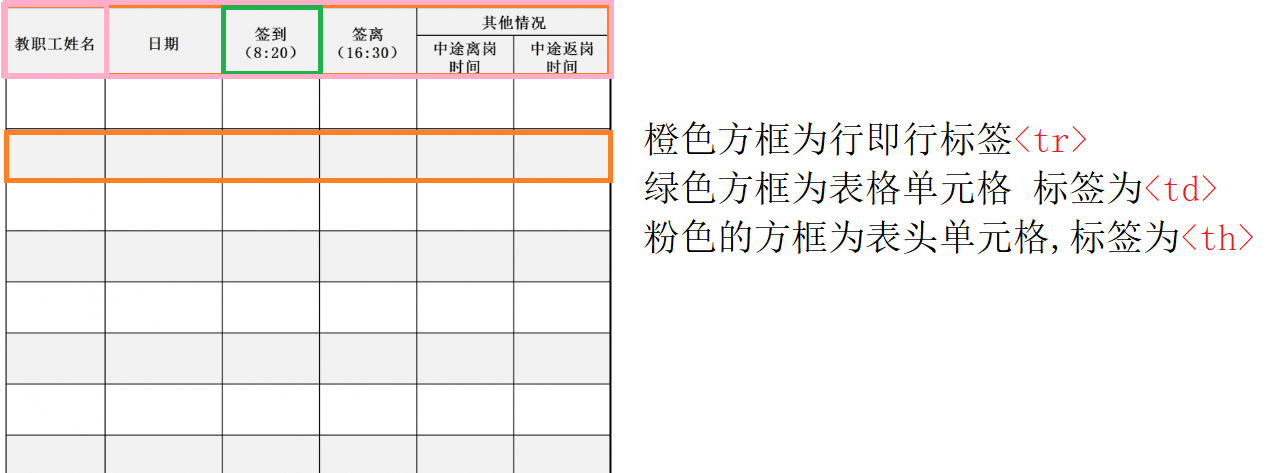 教职工姓名
日期
签到
（8:20）
签离
（16:30）
其他情况
中途离岗
时间
中途返岗
时间
橙色方框为行即行标签<tr>
绿色方框为表格单元格 标签为<td>
粉色的方框为表头单元格,标签为<th>